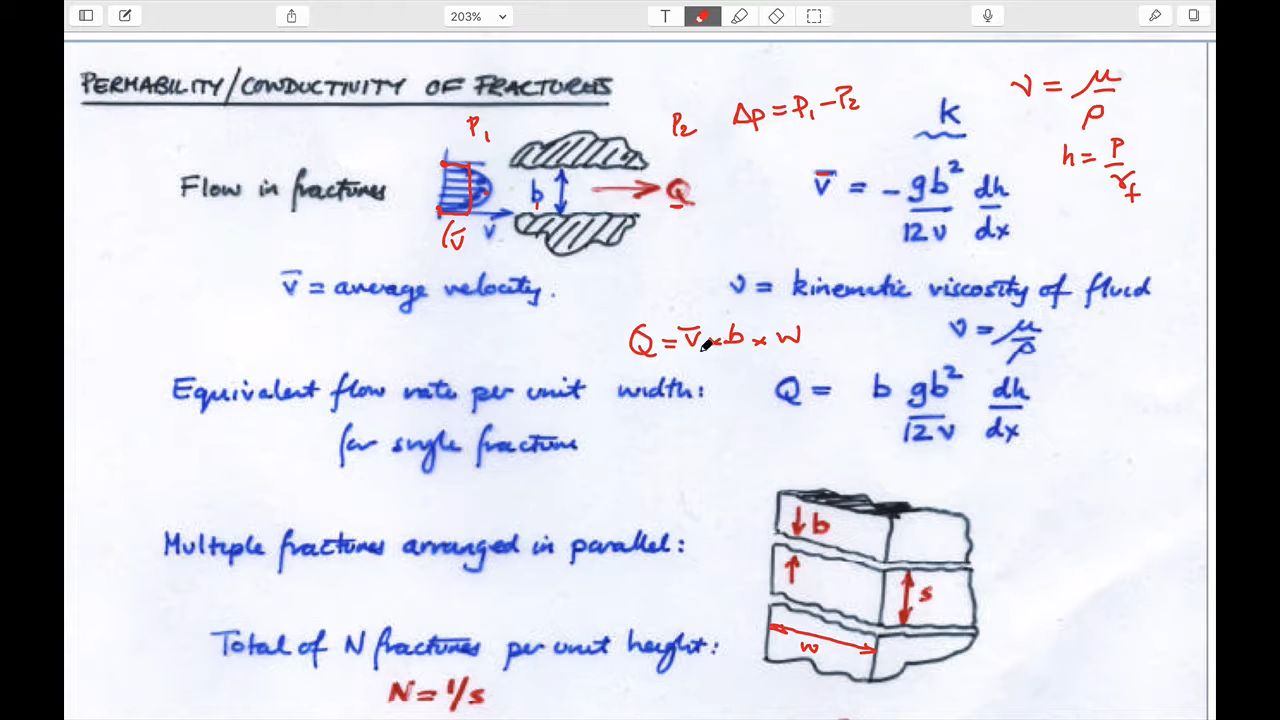 203%
T
PERMABILITY/CONDUCTIVITY OF FRACTURES
P₁
P₂
Δp = P₁ - P₂
k
ν = μ/ρ
h = P/γf
Flow in fractures
b
Q
v̄
v
v̄ = - gb²/12ν dh/dx
v̄ = average velocity.
ν = kinematic viscosity of fluid
ν = μ/ρ
Q = v̄ × b × w
Equivalent flow rate per unit width:
for single fracture
Q = b gb²/12ν dh/dx
Multiple fractures arranged in parallel:
b
s
w
Total of N fractures per unit height:
N = 1/s